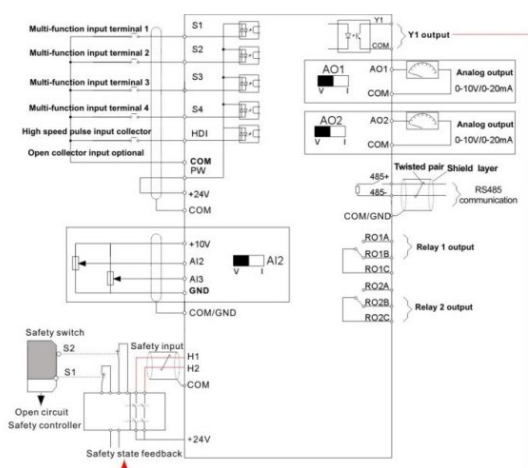 Multi-function input terminal 1
S1
Multi-function input terminal 2
S2
Multi-function input terminal 3
S3
Multi-function input terminal 4
S4
High speed pulse input collector
HDI
Open collector input optional
COM
PW
+24V
COM
+10V
AI2
AI3
GND
V I
AI2
COM/GND
Safety switch
S2
S1
Open circuit
Safety controller
Safety input
H1
H2
COM
+24V
Safety state feedback
Y1
COM
Y1 output
AO1
V I
AO1
COM
Analog output
0-10V/0-20mA
AO2
V I
AO2
COM
Analog output
0-10V/0-20mA
Twisted pair Shield layer
485+
485-
RS485
communication
COM/GND
RO1A
RO1B
RO1C
Relay 1 output
RO2A
RO2B
RO2C
Relay 2 output